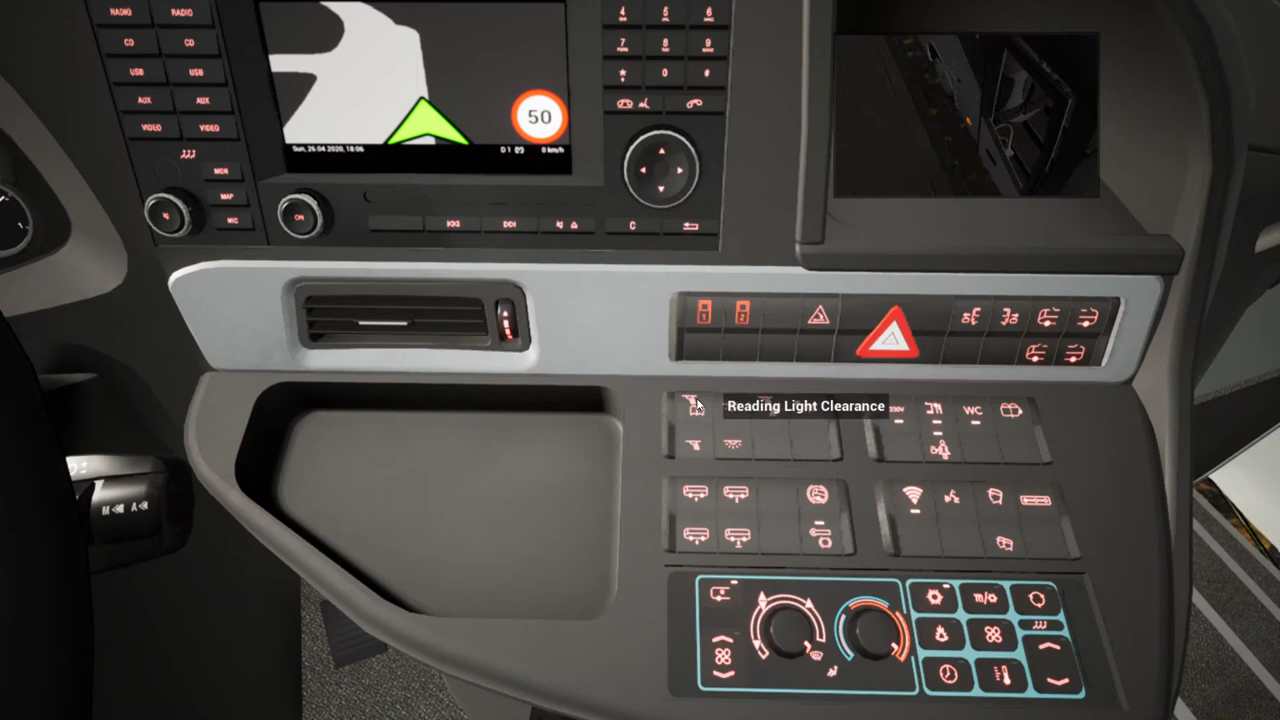 RADIO RADIO
CD CD
USB USB
AUX AUX
VIDEO VIDEO
MAP
MIC
ON
50
Sun, 26.04.2020, 18:06
0 km/h
4 5 6
7 8 9
* 0 #
C
1 2
Reading Light Clearance
230V
WC
M A